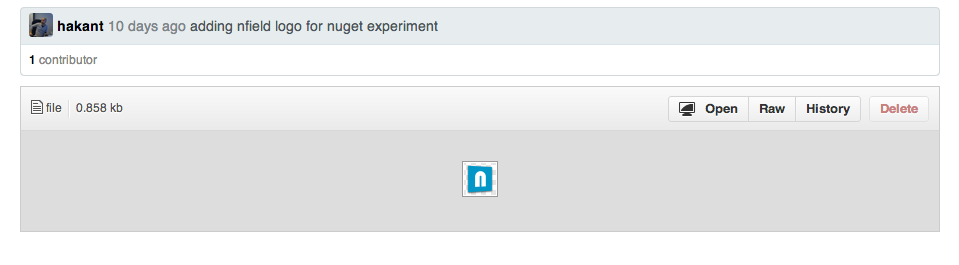 hakant 10 days ago adding nfield logo for nuget experiment
1 contributor
file 0.858 kb Open Raw History Delete
n